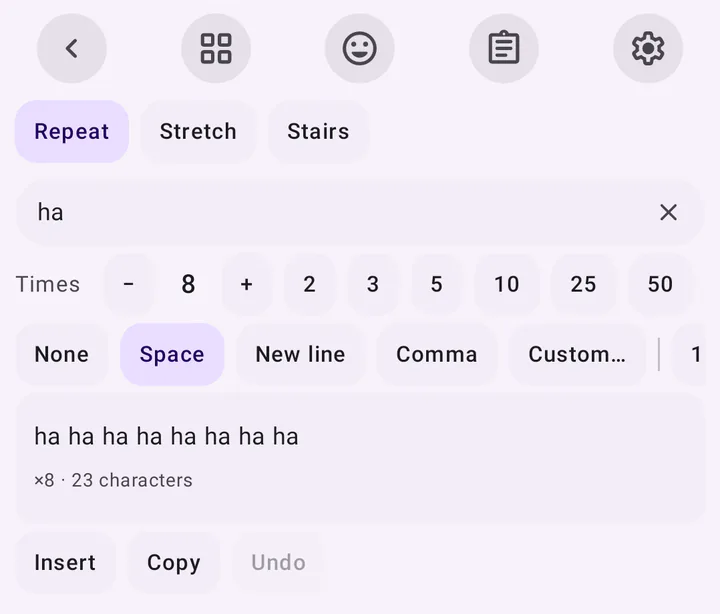 Repeat Stretch Stairs
ha
Times - 8 + 2 3 5 10 25 50
None Space New line Comma Custom... 1
ha ha ha ha ha ha ha ha
×8 · 23 characters
Insert Copy Undo